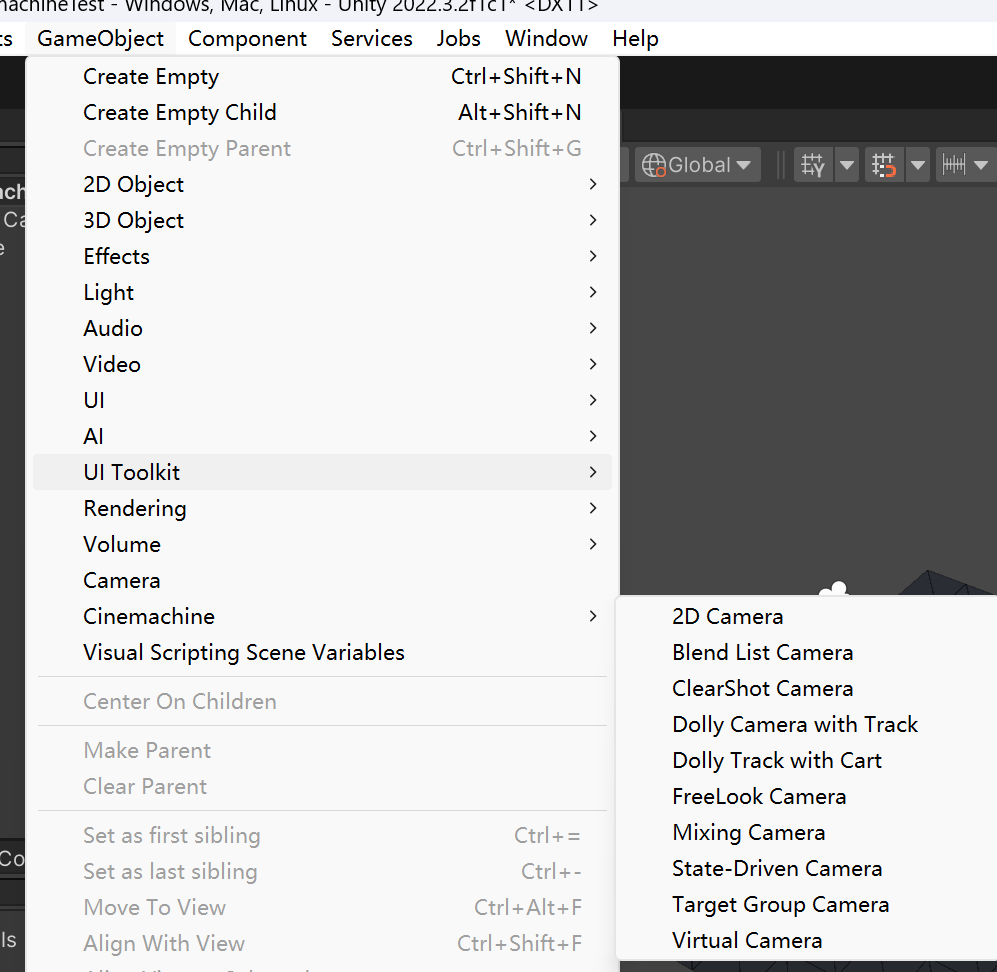 machineTest - Windows, Mac, Linux - Unity 2022.3.2f1c1* <DX11>
ts GameObject Component Services Jobs Window Help
Create Empty Ctrl+Shift+N
Create Empty Child Alt+Shift+N
Create Empty Parent Ctrl+Shift+G
Global
2D Object
ach
3D Object
Ca
Effects
e
Light
Audio
Video
UI
AI
UI Toolkit
Rendering
Volume
Camera
Cinemachine
Visual Scripting Scene Variables
Center On Children
Make Parent
Clear Parent
Set as first sibling Ctrl+=
Co
Set as last sibling Ctrl+-
Move To View Ctrl+Alt+F
ls
Align With View Ctrl+Shift+F
2D Camera
Blend List Camera
ClearShot Camera
Dolly Camera with Track
Dolly Track with Cart
FreeLook Camera
Mixing Camera
State-Driven Camera
Target Group Camera
Virtual Camera